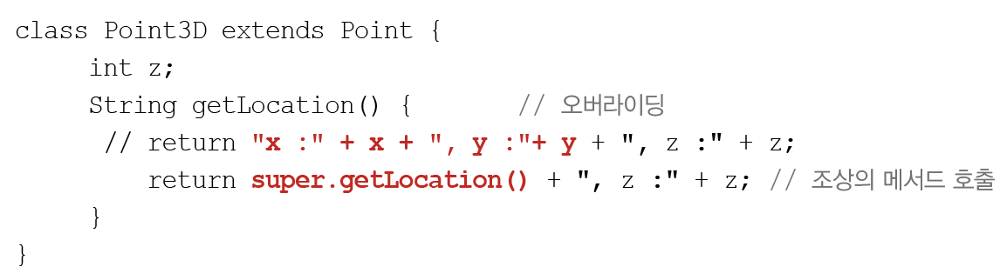 class Point3D extends Point {
int z;
String getLocation() { // 오버라이딩
// return "x :" + x + ", y :"+ y + ", z :" + z;
return super.getLocation() + ", z :" + z; // 조상의 메서드 호출
}
}